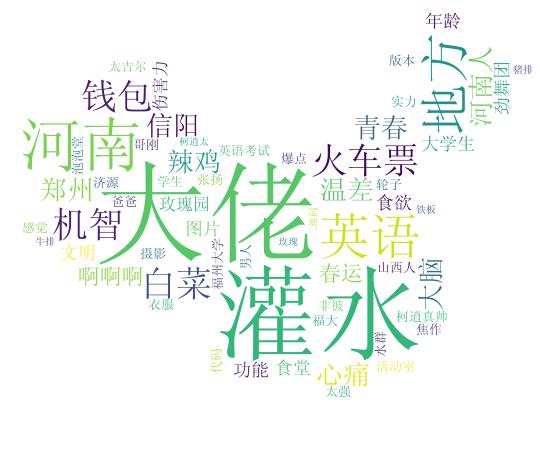 年龄
地方
河南人
劲舞团
版本
猪排
太吉尔
伤害力
钱包
实力
河南
信阳
哥刚
柯道太
泡泡堂
青春
大学生
辣鸡
英语考试
爆点
火车票
郑州
济源
学生
张扬
温差
轮子
食欲
爸爸
玫瑰园
大佬
机智
感觉
牛排
图片
铁板
英语
文明
摄影
福州大学
男人
玫瑰
啊啊啊
白菜
衣服
灌水
春运
山西人
大脑
非彼
福大
柯道真帅
焦作
水群
代码
功能
食堂
心痛
活动室
太强